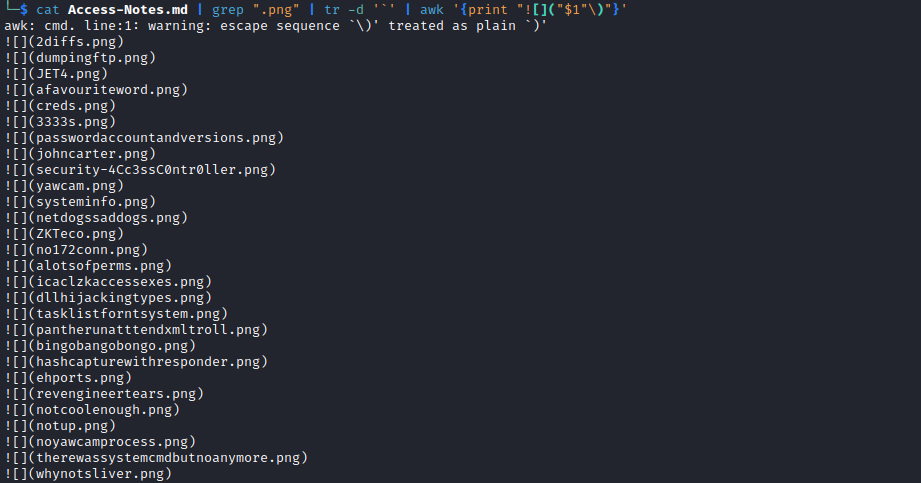 └─$ cat Access-Notes.md | grep ".png" | tr -d '`' | awk '{print "![]("$1"\)"}'
awk: cmd. line:1: warning: escape sequence `\)' treated as plain `)'
![](2diffs.png)
![](dumpingftp.png)
![](JET4.png)
![](afavouriteword.png)
![](creds.png)
![](3333s.png)
![](passwordaccountandversions.png)
![](johncarter.png)
![](security-4Cc3ssC0ntr0ller.png)
![](yawcam.png)
![](systeminfo.png)
![](netdogssaddogs.png)
![](ZKTeco.png)
![](no172conn.png)
![](alotsofperms.png)
![](icaclzkaccessexes.png)
![](dllhijackingtypes.png)
![](tasklistforntsystem.png)
![](pantherunatttendxmltroll.png)
![](bingobangobongo.png)
![](hashcapturewithresponder.png)
![](ehports.png)
![](revengineertears.png)
![](notcoolenough.png)
![](notup.png)
![](noyawcamprocess.png)
![](therewassystemcmdbutnoanymore.png)
![](whynotsliver.png)